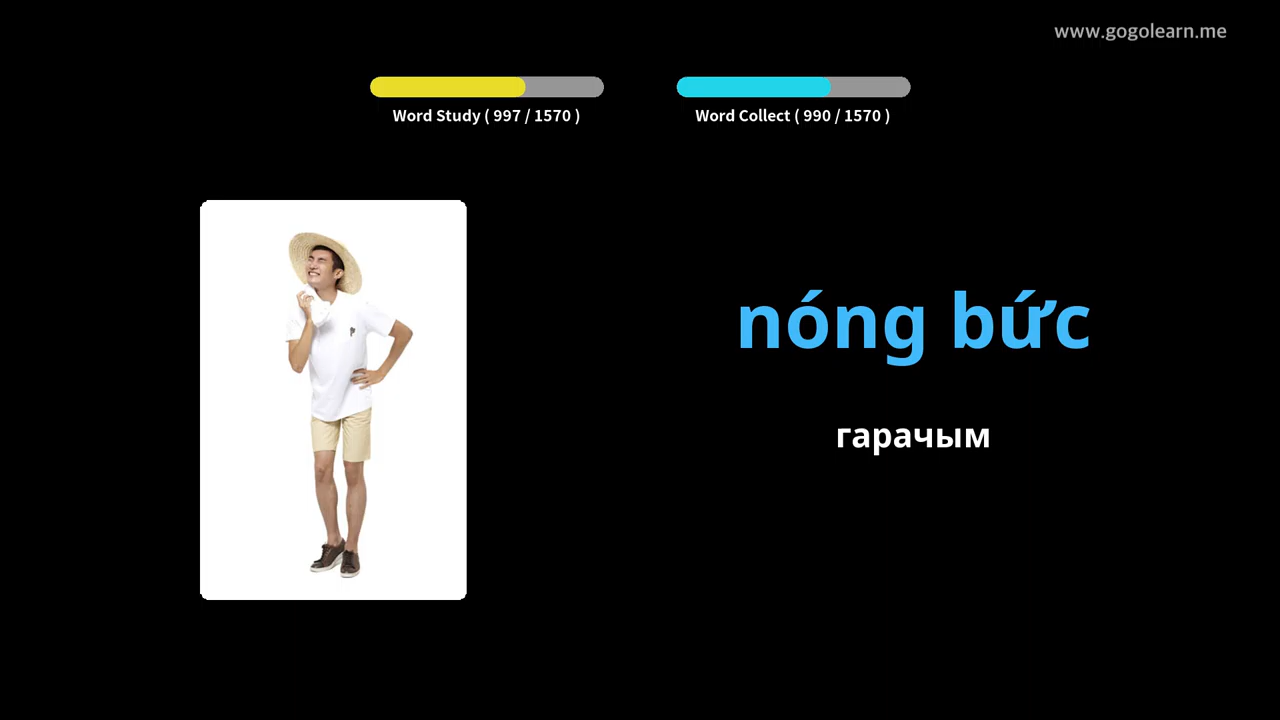 www.gogolearn.me
Word Study ( 997 / 1570 )
Word Collect ( 990 / 1570 )
nóng bức
гарачым